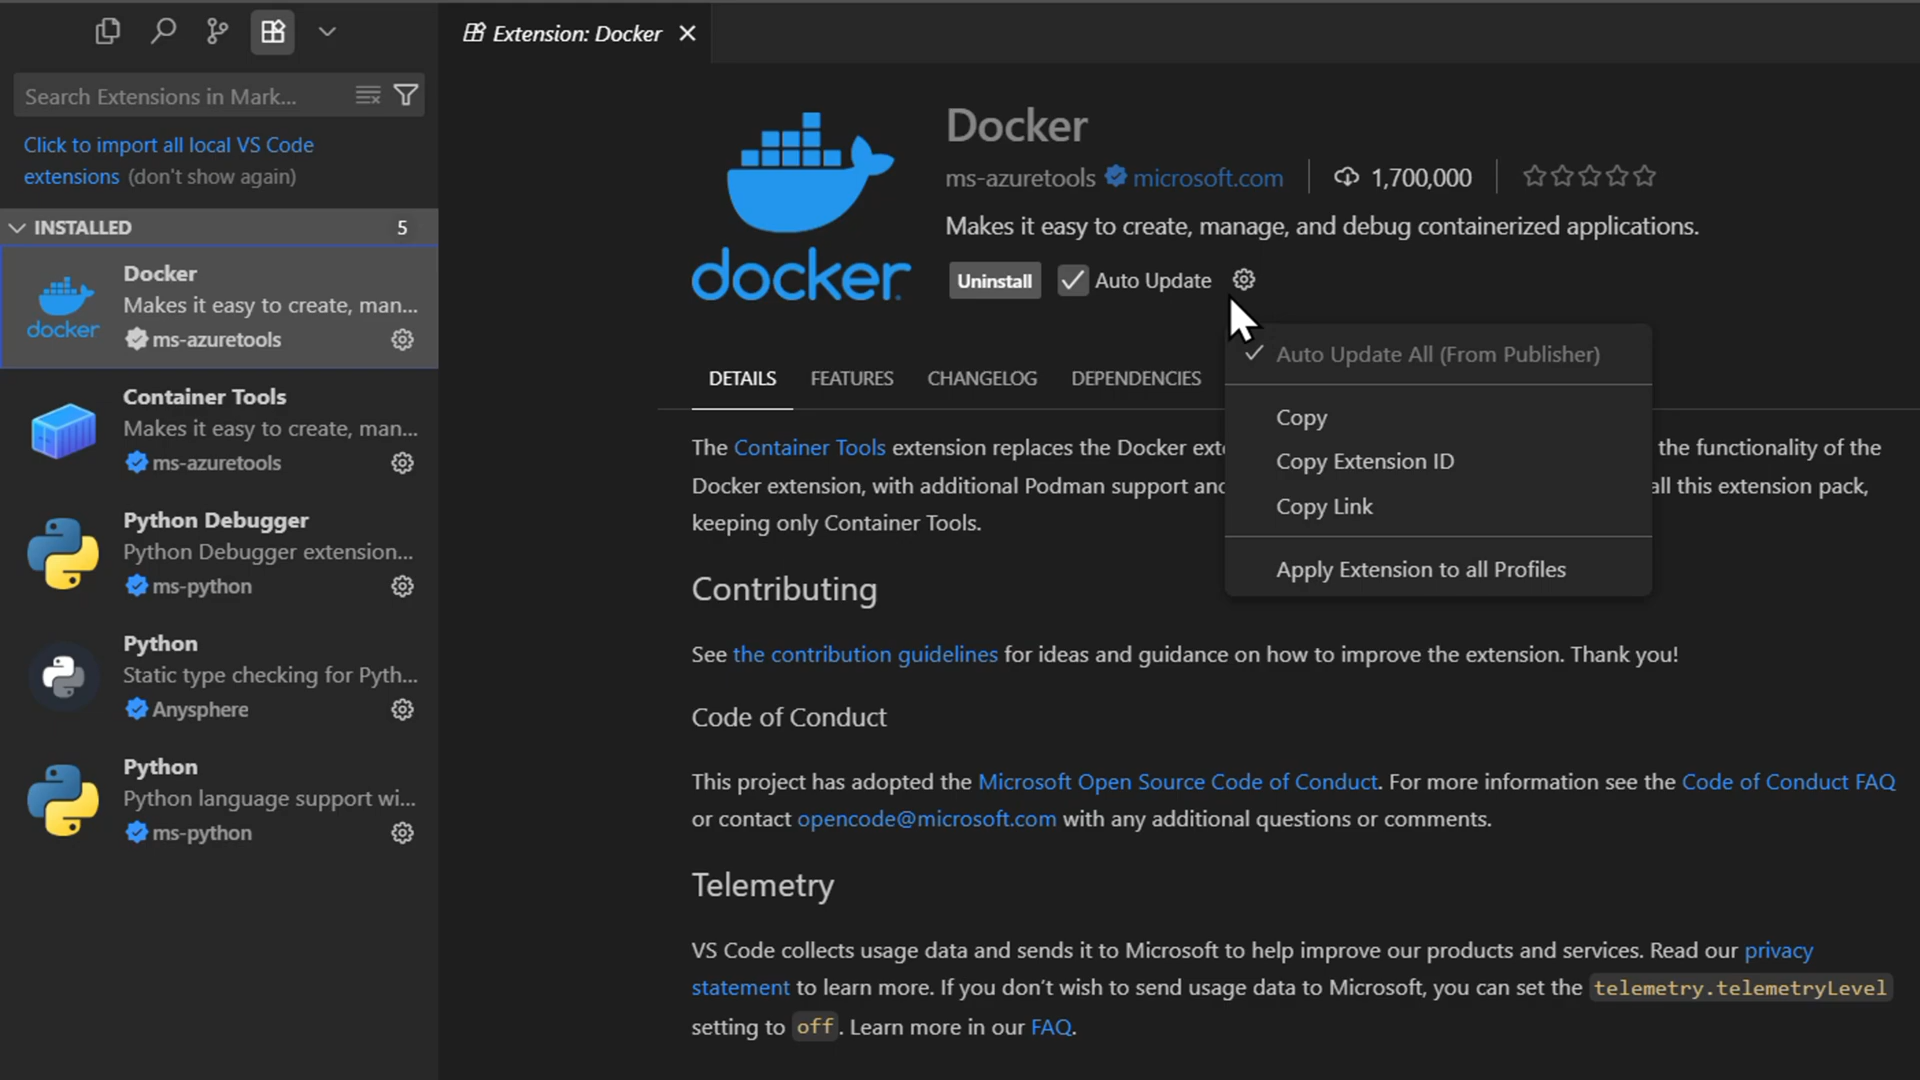 Extension: Docker
Search Extensions in Mark...
Click to import all local VS Code
extensions (don't show again)
INSTALLED 5
Docker
Makes it easy to create, man...
docker
ms-azuretools
Container Tools
Makes it easy to create, man...
ms-azuretools
Python Debugger
Python Debugger extension...
ms-python
Python
Static type checking for Pyth...
Anysphere
Python
Python language support wi...
ms-python
docker
Docker
ms-azuretools microsoft.com 1,700,000
Makes it easy to create, manage, and debug containerized applications.
Uninstall Auto Update
DETAILS FEATURES CHANGELOG DEPENDENCIES
Auto Update All (From Publisher)
Copy
Copy Extension ID
Copy Link
Apply Extension to all Profiles
The Container Tools extension replaces the Docker exte the functionality of the
Docker extension, with additional Podman support and all this extension pack,
keeping only Container Tools.
Contributing
See the contribution guidelines for ideas and guidance on how to improve the extension. Thank you!
Code of Conduct
This project has adopted the Microsoft Open Source Code of Conduct. For more information see the Code of Conduct FAQ
or contact opencode@microsoft.com with any additional questions or comments.
Telemetry
VS Code collects usage data and sends it to Microsoft to help improve our products and services. Read our privacy
statement to learn more. If you don't wish to send usage data to Microsoft, you can set the telemetry.telemetryLevel
setting to off. Learn more in our FAQ.